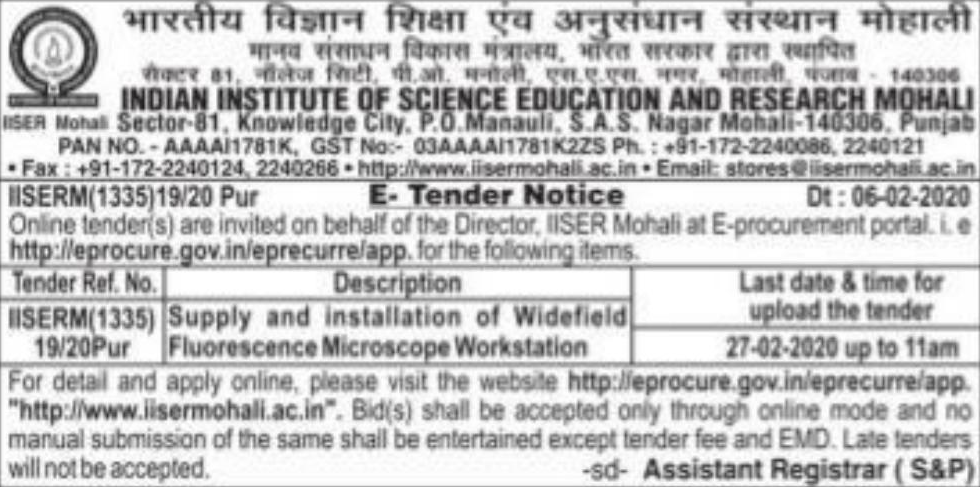 भारतीय विज्ञान शिक्षा एंव अनुसंधान संस्थान मोहाली
मानव संसाधन विकास मंत्रालय, भारत सरकार द्वारा स्थापित
सेक्टर 81, नॉलेज सिटी, पी.ओ. मनोली, एस.ए.एस. नगर, मोहाली, पंजाब - 140306
INDIAN INSTITUTE OF SCIENCE EDUCATION AND RESEARCH MOHALI
IISER Mohali Sector-81, Knowledge City, P.O.Manauli, S.A.S. Nagar Mohali-140306, Punjab
PAN NO. - AAAAI1781K, GST No:- 03AAAAI1781K2ZS Ph. : +91-172-2240086, 2240121
• Fax : +91-172-2240124, 2240266 • http://www.iisermohali.ac.in • Email: stores@iisermohali.ac.in
IISERM(1335)19/20 Pur E- Tender Notice Dt : 06-02-2020
Online tender(s) are invited on behalf of the Director, IISER Mohali at E-procurement portal. i. e
http://eprocure.gov.in/eprecurre/app. for the following items.
Tender Ref. No. Description Last date & time for
upload the tender
IISERM(1335) Supply and installation of Widefield
19/20Pur Fluorescence Microscope Workstation 27-02-2020 up to 11am
For detail and apply online, please visit the website http://eprocure.gov.in/eprecurre/app.
"http://www.iisermohali.ac.in". Bid(s) shall be accepted only through online mode and no
manual submission of the same shall be entertained except tender fee and EMD. Late tenders
will not be accepted. -sd- Assistant Registrar ( S&P)